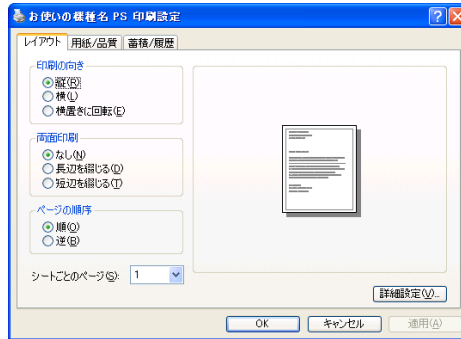 お使いの機種名 PS 印刷設定
レイアウト 用紙/品質 蓄積/履歴
印刷の向き
縦(R)
横(L)
横置きに回転(E)
両面印刷
なし(N)
長辺を綴じる(D)
短辺を綴じる(T)
ページの順序
順(O)
逆(B)
シートごとのページ(S): 1
詳細設定(V)...
OK キャンセル 適用(A)